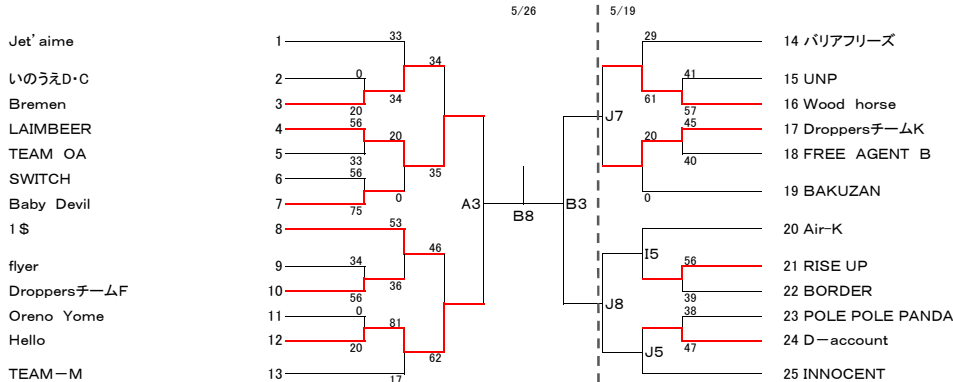 5/26 5/19
Jet'aime 1 33 29 14 バリアフリーズ
34
いのうえD・C 2 0 41 15 UNP
34 61
Bremen 3 20 57 16 Wood horse
LAIMBEER 4 56 J7 45 17 DroppersチームK
20 20
TEAM OA 5 33 40 18 FREE AGENT B
35
SWITCH 6 56
0 0 19 BAKUZAN
Baby Devil 7 75 A3 B8 B3
1$ 8 53 20 Air-K
46 I5
flyer 9 34 56 21 RISE UP
36
DroppersチームF 10 56 39 22 BORDER
Oreno Yome 11 0 J8 38 23 POLE POLE PANDA
81
Hello 12 20 47 24 D－account
62 J5
TEAM－M 13 17 25 INNOCENT